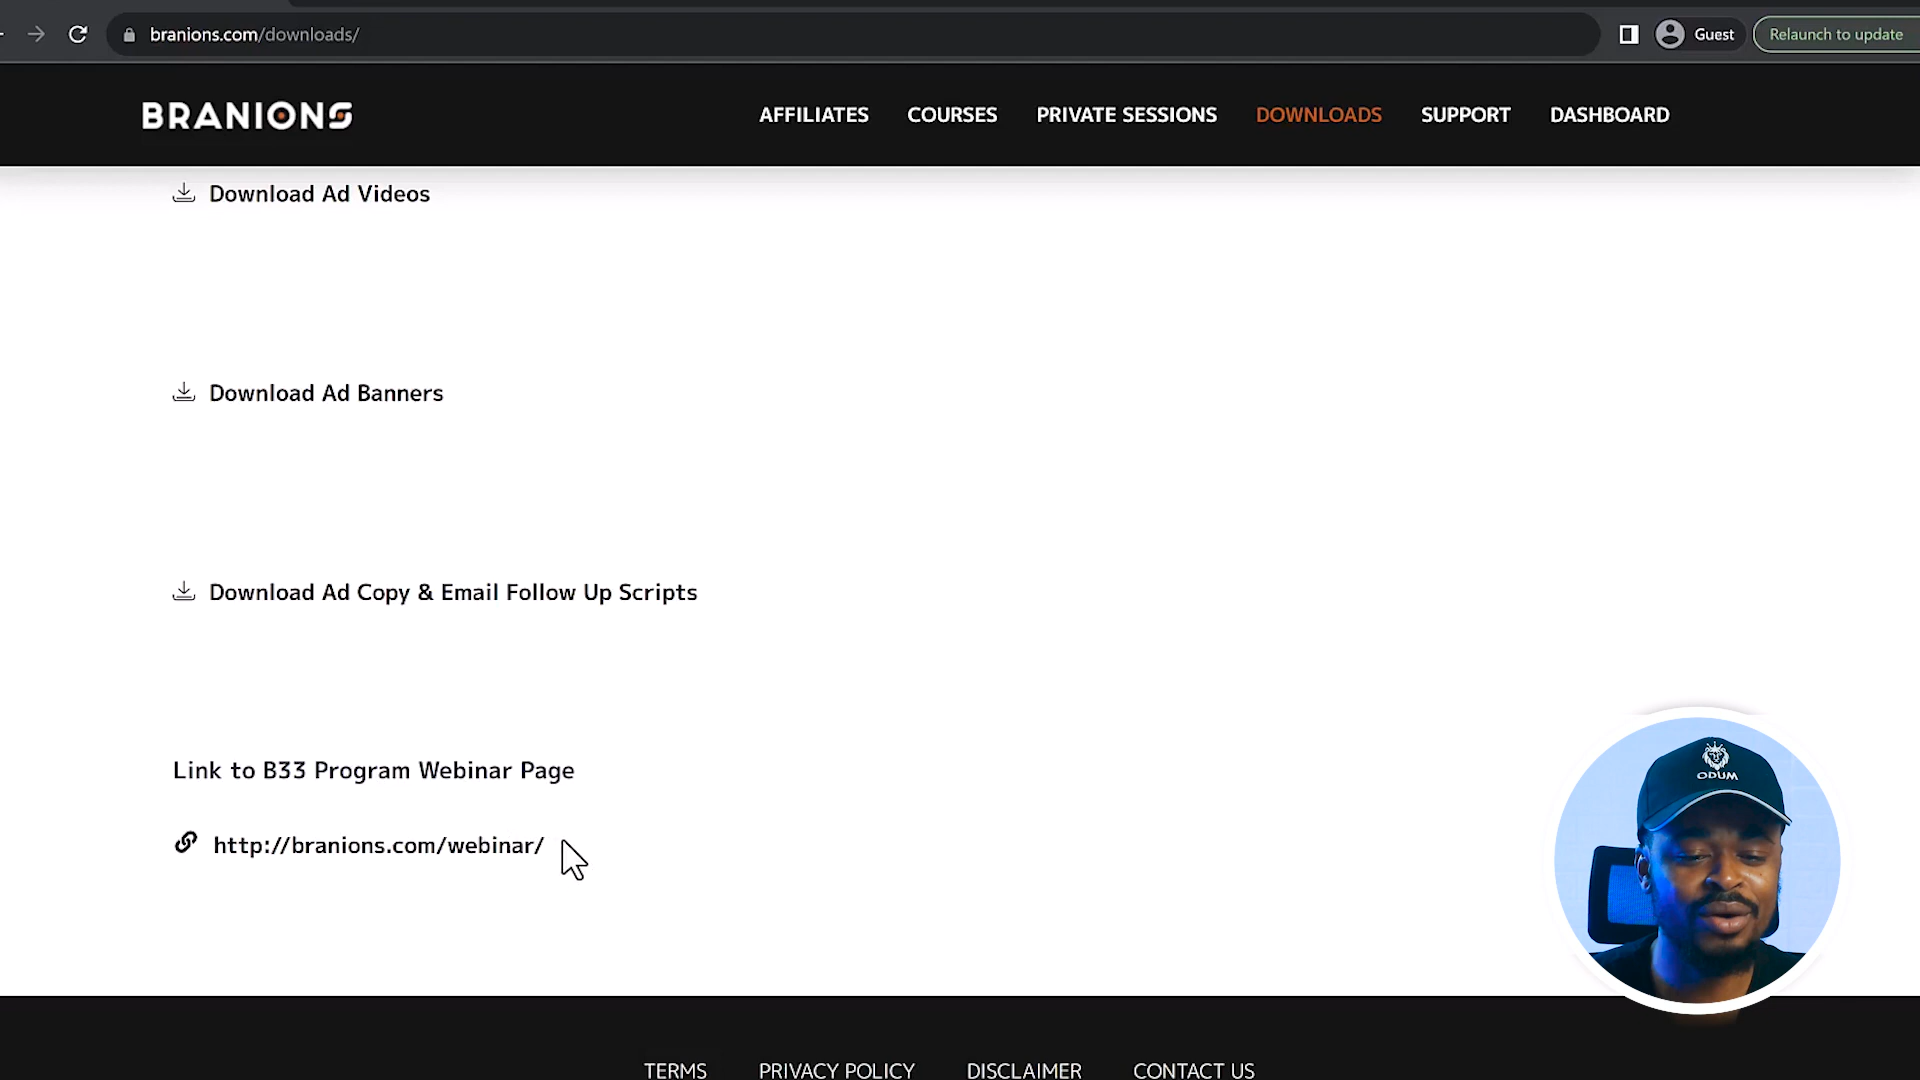 branions.com/downloads/
Guest
Relaunch to update
BRANIONS
AFFILIATES
COURSES
PRIVATE SESSIONS
DOWNLOADS
SUPPORT
DASHBOARD
Download Ad Videos
Download Ad Banners
Download Ad Copy & Email Follow Up Scripts
Link to B33 Program Webinar Page
http://branions.com/webinar/
ODUM
TERMS
PRIVACY POLICY
DISCLAIMER
CONTACT US